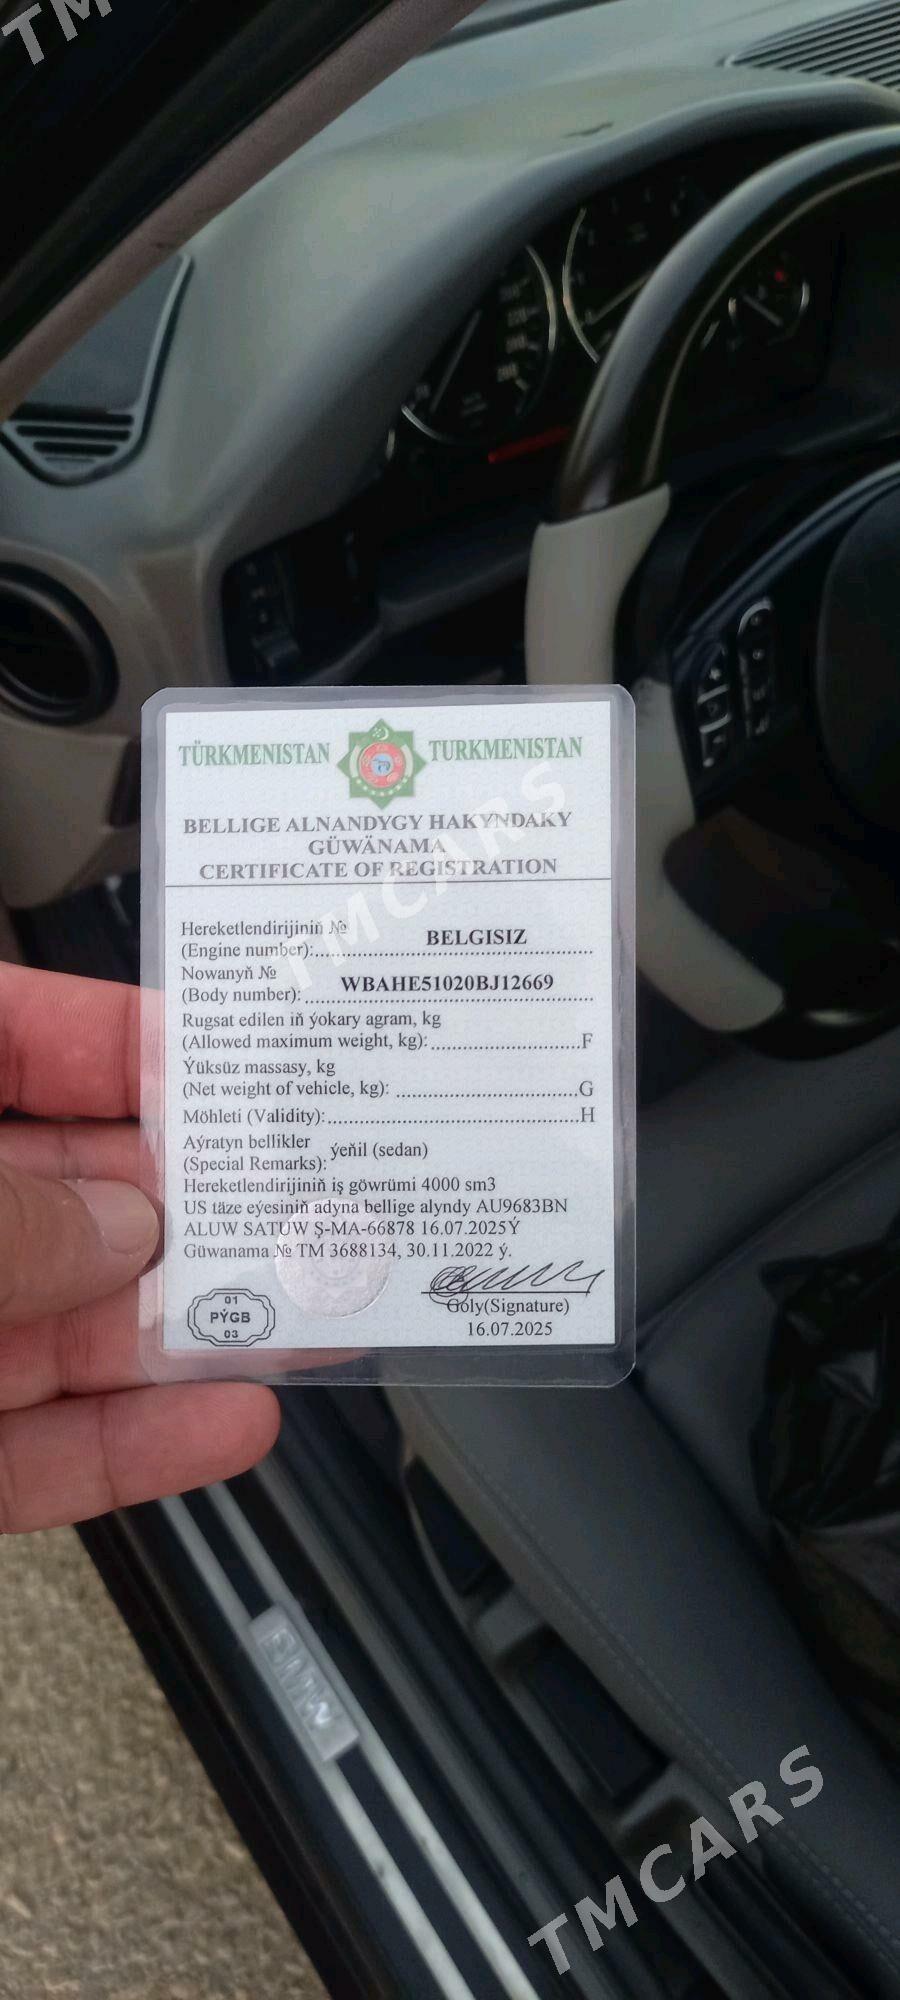 TM
TÜRKMENISTAN TURKMENISTAN
BELLIGE ALNANDYGY HAKYNDAKY
GÜWÄNAMA
CERTIFICATE OF REGISTRATION
Hereketlendirijiniň №
(Engine number):..........BELGISIZ
Nowanyň №
(Body number):..........WBAHE51020BJ12669
Rugsat edilen iň ýokary agram, kg
(Allowed maximum weight, kg):..........F
Ýüksüz massasy, kg
(Net weight of vehicle, kg): ..........G
Möhleti (Validity):..........H
Aýratyn bellikler
(Special Remarks): ýeňil (sedan)
Hereketlendirijiniň iş göwrümi 4000 sm3
US täze eýesiniň adyna bellige alyndy AU9683BN
ALUW SATUW Ş-MA-66878 16.07.2025Ý
Güwanama № TM 3688134, 30.11.2022 ý.
Goly(Signature)
16.07.2025
01
PÝGB
03
TMCARS
BMW
TMCARS